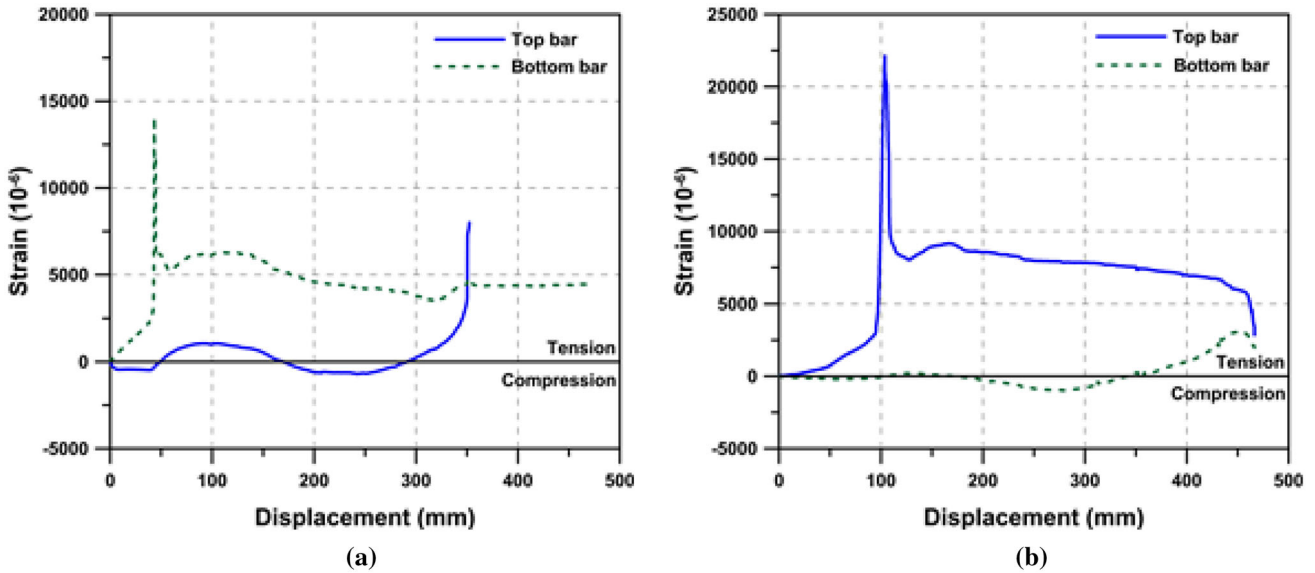 20000
15000
10000
5000
0
-5000
Strain (10⁻⁶)
Top bar
Bottom bar
Tension
Compression
0 100 200 300 400 500
Displacement (mm)
(a)
25000
20000
15000
10000
5000
0
-5000
Strain (10⁻⁶)
Top bar
Bottom bar
Tension
Compression
0 100 200 300 400 500
Displacement (mm)
(b)